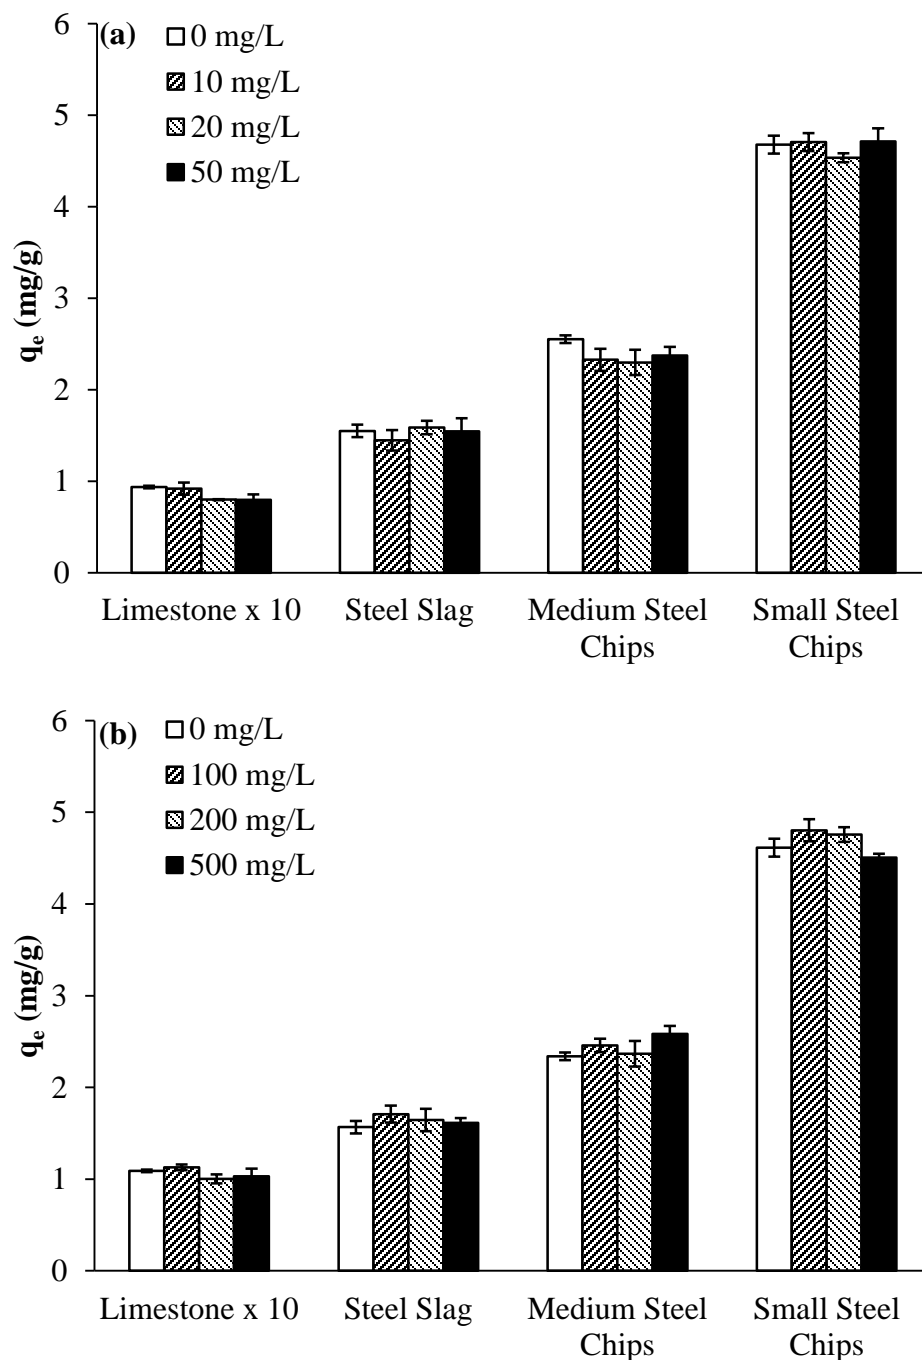 (a)
0 mg/L
10 mg/L
20 mg/L
50 mg/L
6
5
4
3
2
1
0
qe (mg/g)
Limestone x 10 Steel Slag Medium Steel Small Steel
Chips Chips
(b)
0 mg/L
100 mg/L
200 mg/L
500 mg/L
6
5
4
3
2
1
0
qe (mg/g)
Limestone x 10 Steel Slag Medium Steel Small Steel
Chips Chips